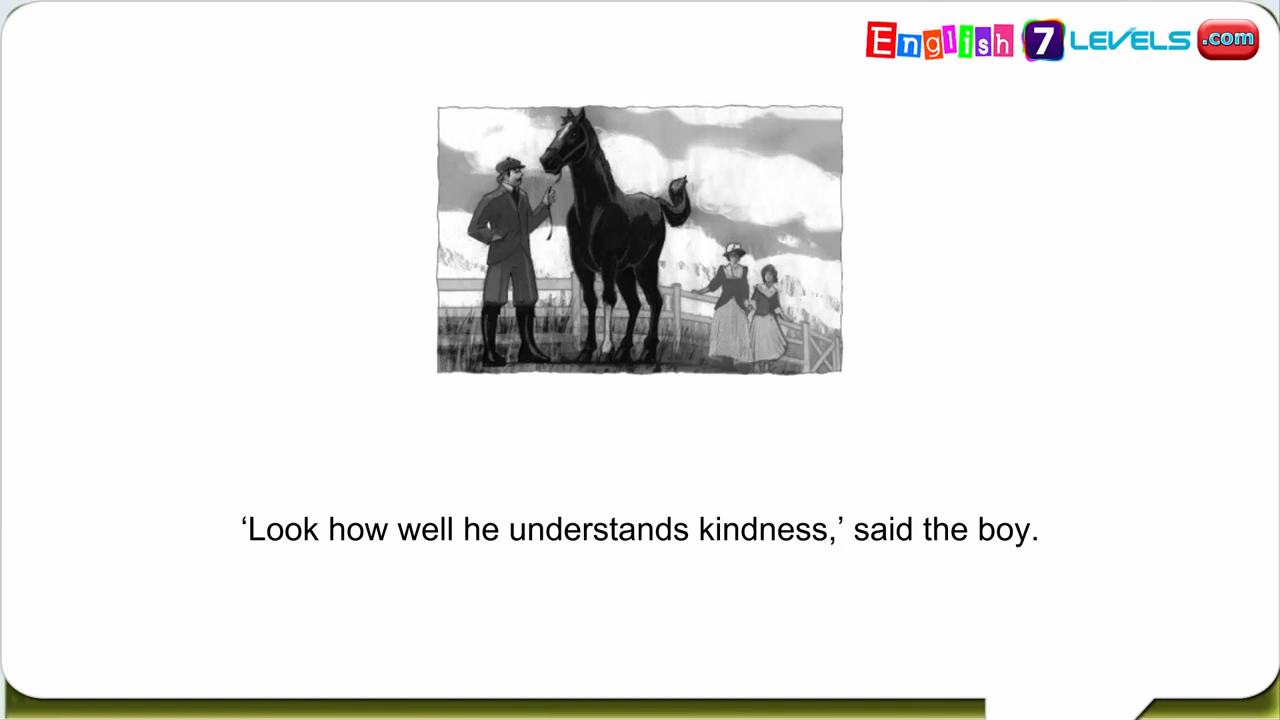 English 7 LEVELS .com
‘Look how well he understands kindness,’ said the boy.